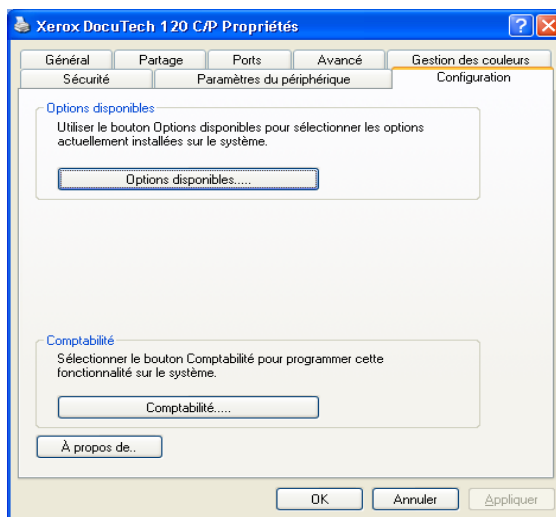 Xerox DocuTech 120 C/P Propriétés
Général Partage Ports Avancé Gestion des couleurs
Sécurité Paramètres du périphérique Configuration
Options disponibles
Utiliser le bouton Options disponibles pour sélectionner les options
actuellement installées sur le système.
Options disponibles.....
Comptabilité
Sélectionner le bouton Comptabilité pour programmer cette
fonctionnalité sur le système.
Comptabilité.....
À propos de..
OK Annuler Appliquer